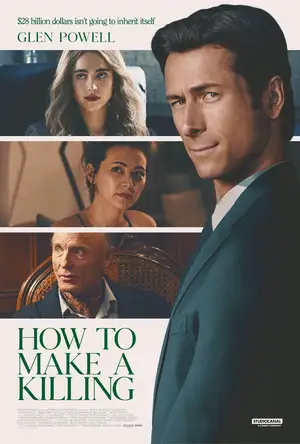 $28 billion dollars isn't going to inherit itself
GLEN POWELL
HOW TO
MAKE A
KILLING
STUDIOCANAL